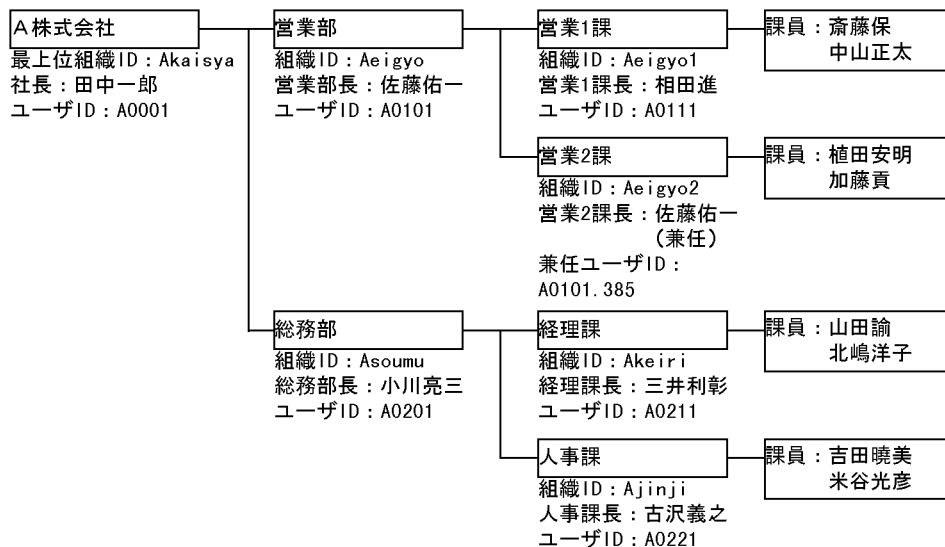 A株式会社
最上位組織ID：Akaisya
社長：田中一郎
ユーザID：A0001
営業部
組織ID：Aeigyo
営業部長：佐藤佑一
ユーザID：A0101
営業1課
組織ID：Aeigyo1
営業1課長：相田進
ユーザID：A0111
課員：斎藤保
中山正太
営業2課
組織ID：Aeigyo2
営業2課長：佐藤佑一
（兼任）
兼任ユーザID：
A0101.385
課員：植田安明
加藤貢
総務部
組織ID：Asoumu
総務部長：小川亮三
ユーザID：A0201
経理課
組織ID：Akeiri
経理課長：三井利彰
ユーザID：A0211
課員：山田諭
北嶋洋子
人事課
組織ID：Ajinji
人事課長：古沢義之
ユーザID：A0221
課員：吉田曉美
米谷光彦